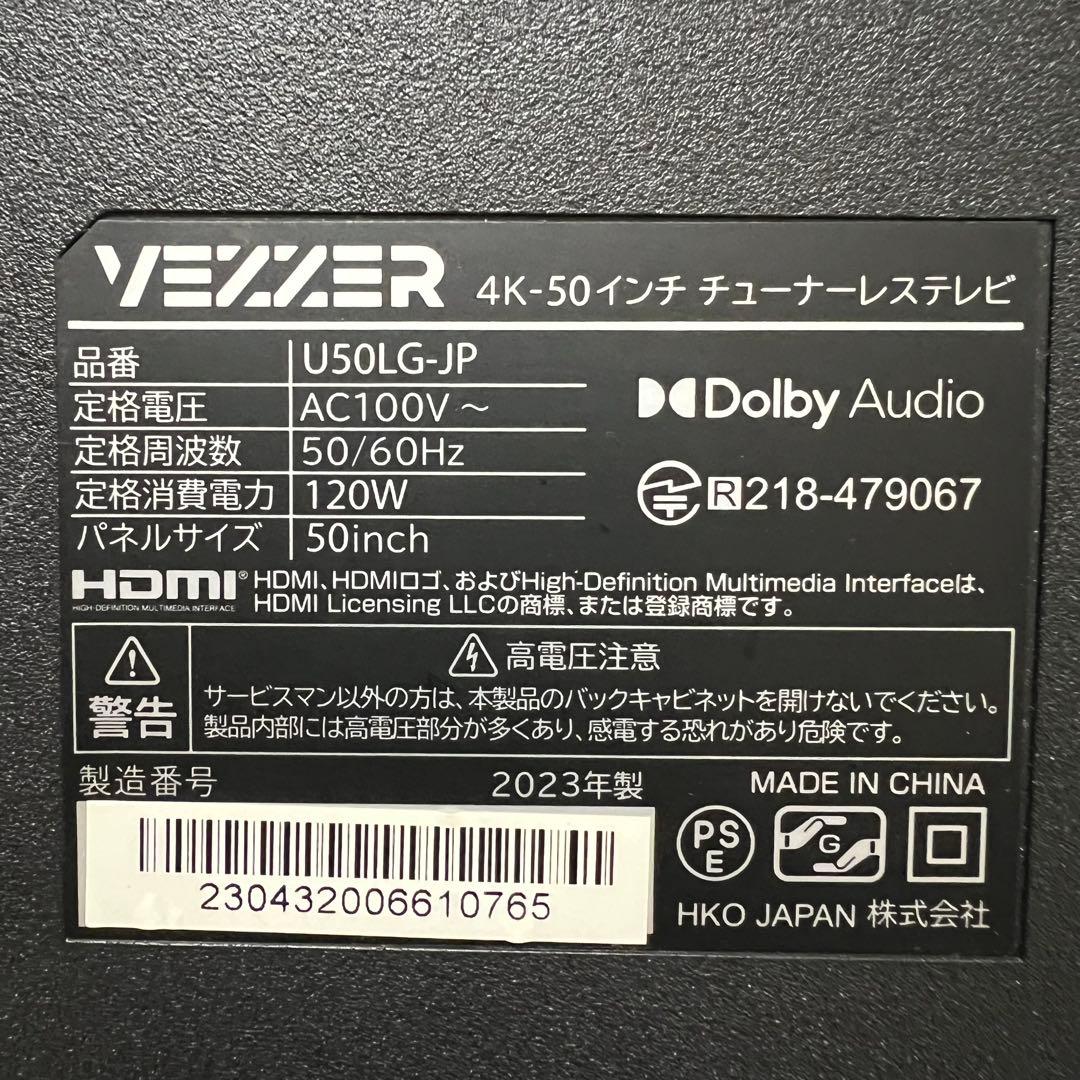 VEZZER 4K-50インチ チューナーレステレビ
品番 U50LG-JP
定格電圧 AC100V～
定格周波数 50/60Hz
定格消費電力 120W
パネルサイズ 50inch
Dolby Audio
R 218-479067
HDMI® HDMI、HDMIロゴ、およびHigh-Definition Multimedia Interfaceは、
HIGH-DEFINITION MULTIMEDIA INTERFACE HDMI Licensing LLCの商標、または登録商標です。
警告
高電圧注意
サービスマン以外の方は、本製品のバックキャビネットを開けないでください。
製品内部には高電圧部分が多くあり、感電する恐れがあり危険です。
製造番号 2023年製 MADE IN CHINA
230432006610765
PS
E
G
HKO JAPAN 株式会社